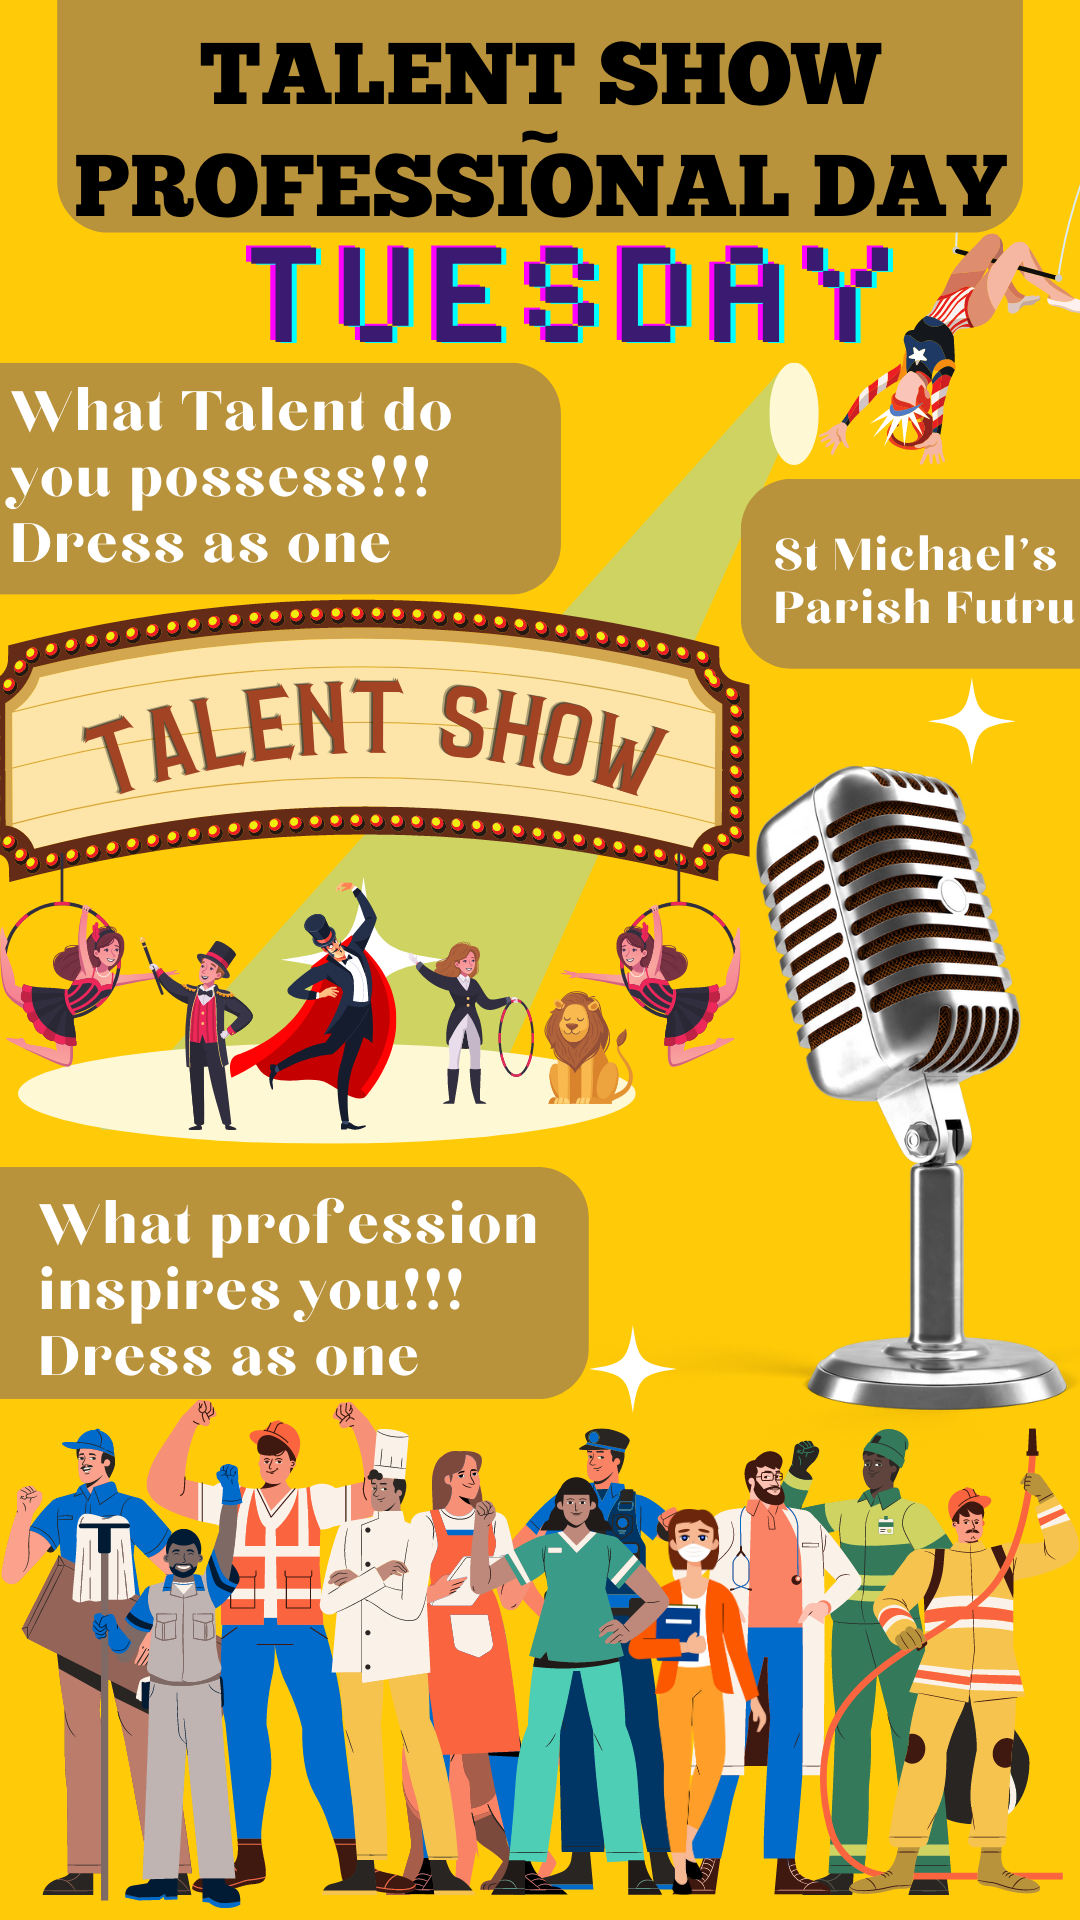 TALENT SHOW
~
PROFESSIONAL DAY
TUESDAY
What Talent do
you possess!!!
Dress as one
St Michael's
Parish Futru
TALENT SHOW
What profession
inspires you!!!
Dress as one